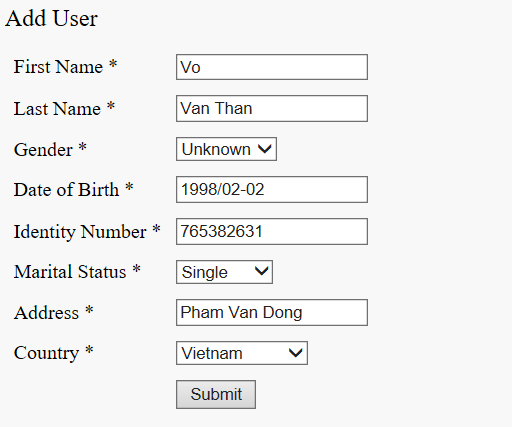 Add User
First Name * Vo
Last Name * Van Than
Gender * Unknown
Date of Birth * 1998/02-02
Identity Number * 765382631
Marital Status * Single
Address * Pham Van Dong
Country * Vietnam
Submit